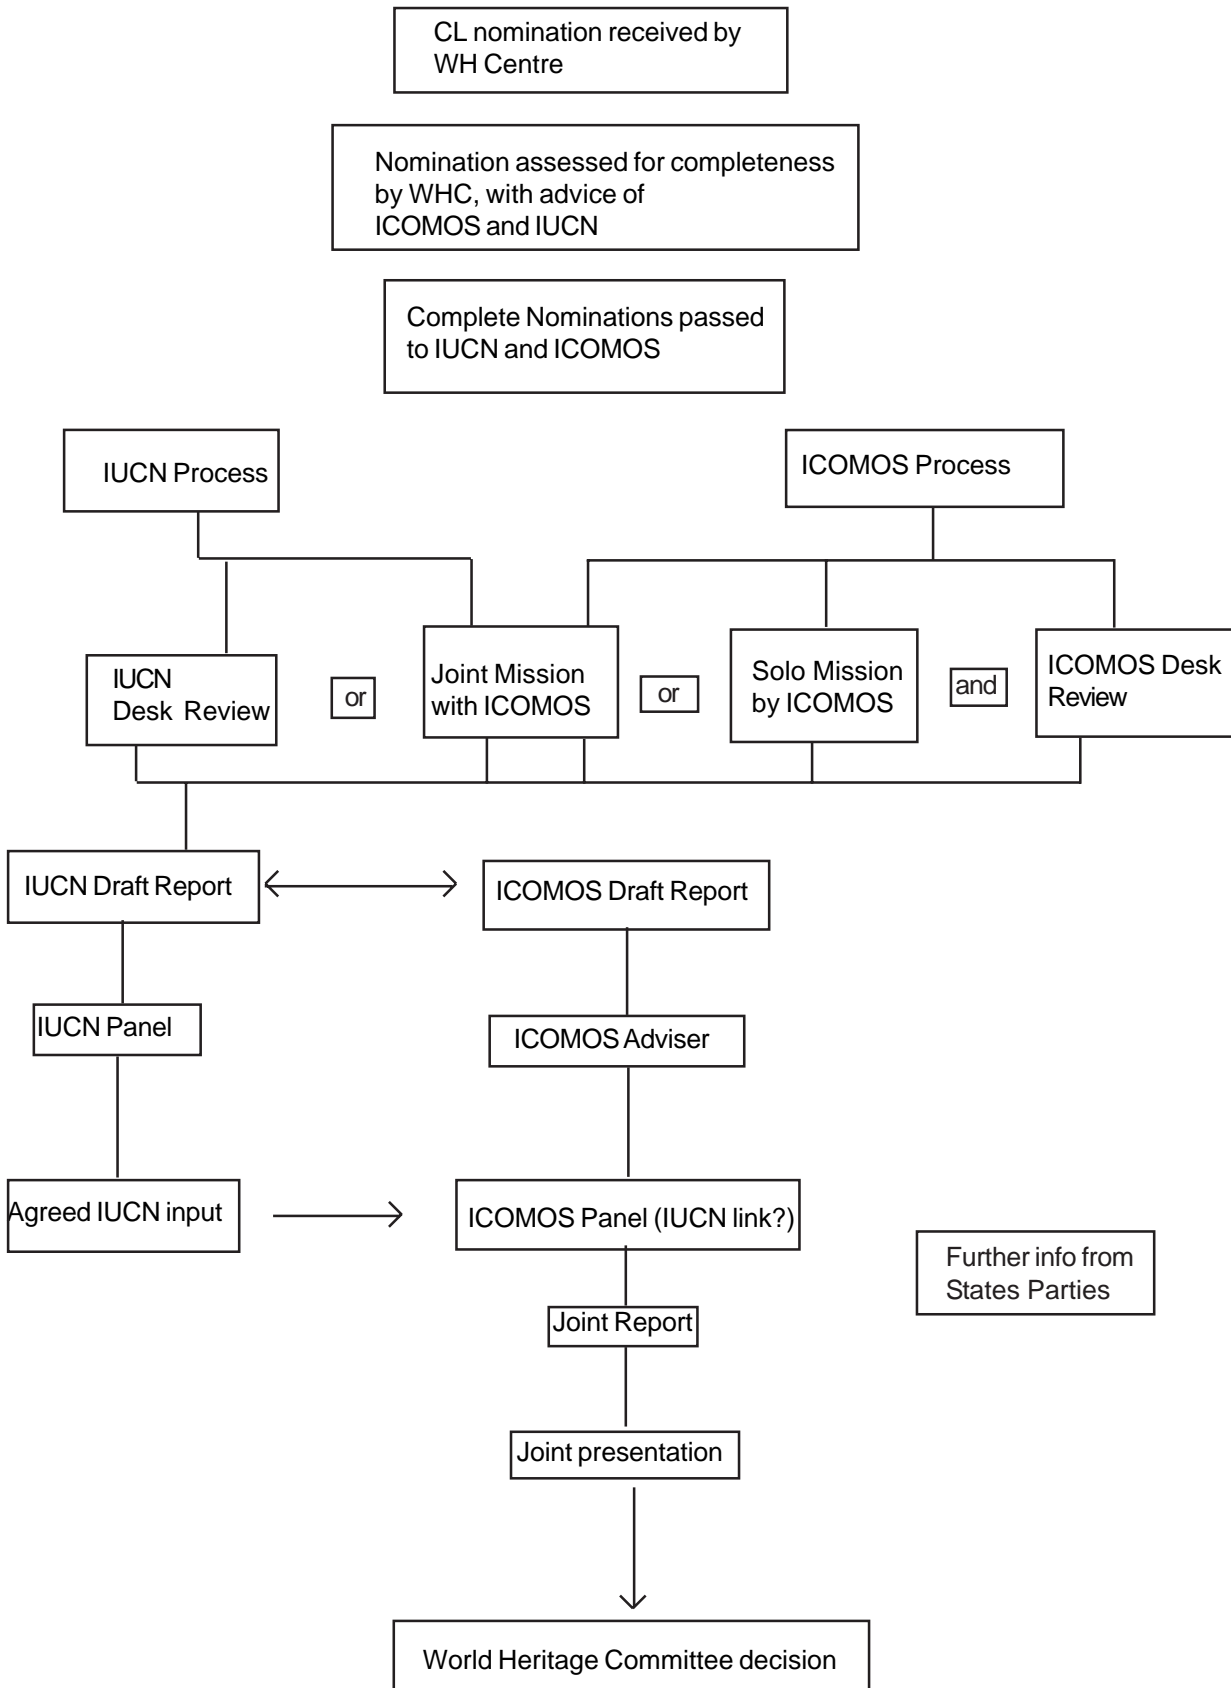 CL nomination received by
WH Centre
Nomination assessed for completeness
by WHC, with advice of
ICOMOS and IUCN
Complete Nominations passed
to IUCN and ICOMOS
IUCN Process
ICOMOS Process
IUCN
Desk Review
or
Joint Mission
with ICOMOS
or
Solo Mission
by ICOMOS
and
ICOMOS Desk
Review
IUCN Draft Report
ICOMOS Draft Report
IUCN Panel
ICOMOS Adviser
Agreed IUCN input
ICOMOS Panel (IUCN link?)
Further info from
States Parties
Joint Report
Joint presentation
World Heritage Committee decision